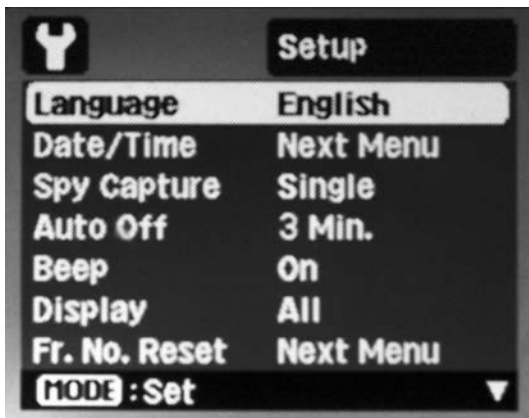 Setup
Language English
Date/Time Next Menu
Spy Capture Single
Auto Off 3 Min.
Beep On
Display All
Fr. No. Reset Next Menu
MODE :Set